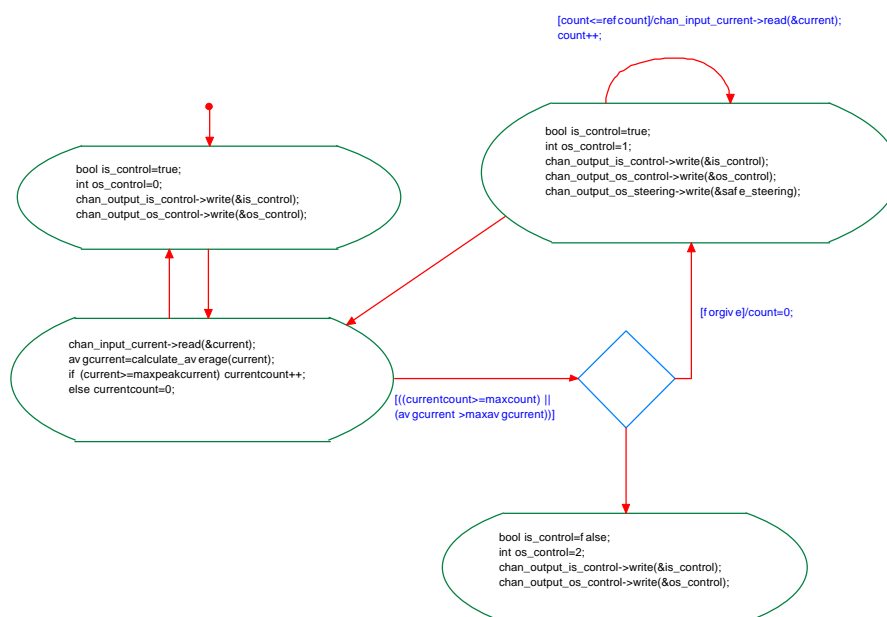 [count<=refcount]/chan_input_current->read(&current);
count++;
bool is_control=true;
int os_control=1;
chan_output_is_control->write(&is_control);
chan_output_os_control->write(&os_control);
chan_output_os_steering->write(&safe_steering);
bool is_control=true;
int os_control=0;
chan_output_is_control->write(&is_control);
chan_output_os_control->write(&os_control);
[forgive]/count=0;
chan_input_current->read(&current);
avgcurrent=calculate_average(current);
if (current>=maxpeakcurrent) currentcount++;
else currentcount=0;
[((currentcount>=maxcount) ||
(avgcurrent >maxavgcurrent))]
bool is_control=false;
int os_control=2;
chan_output_is_control->write(&is_control);
chan_output_os_control->write(&os_control);